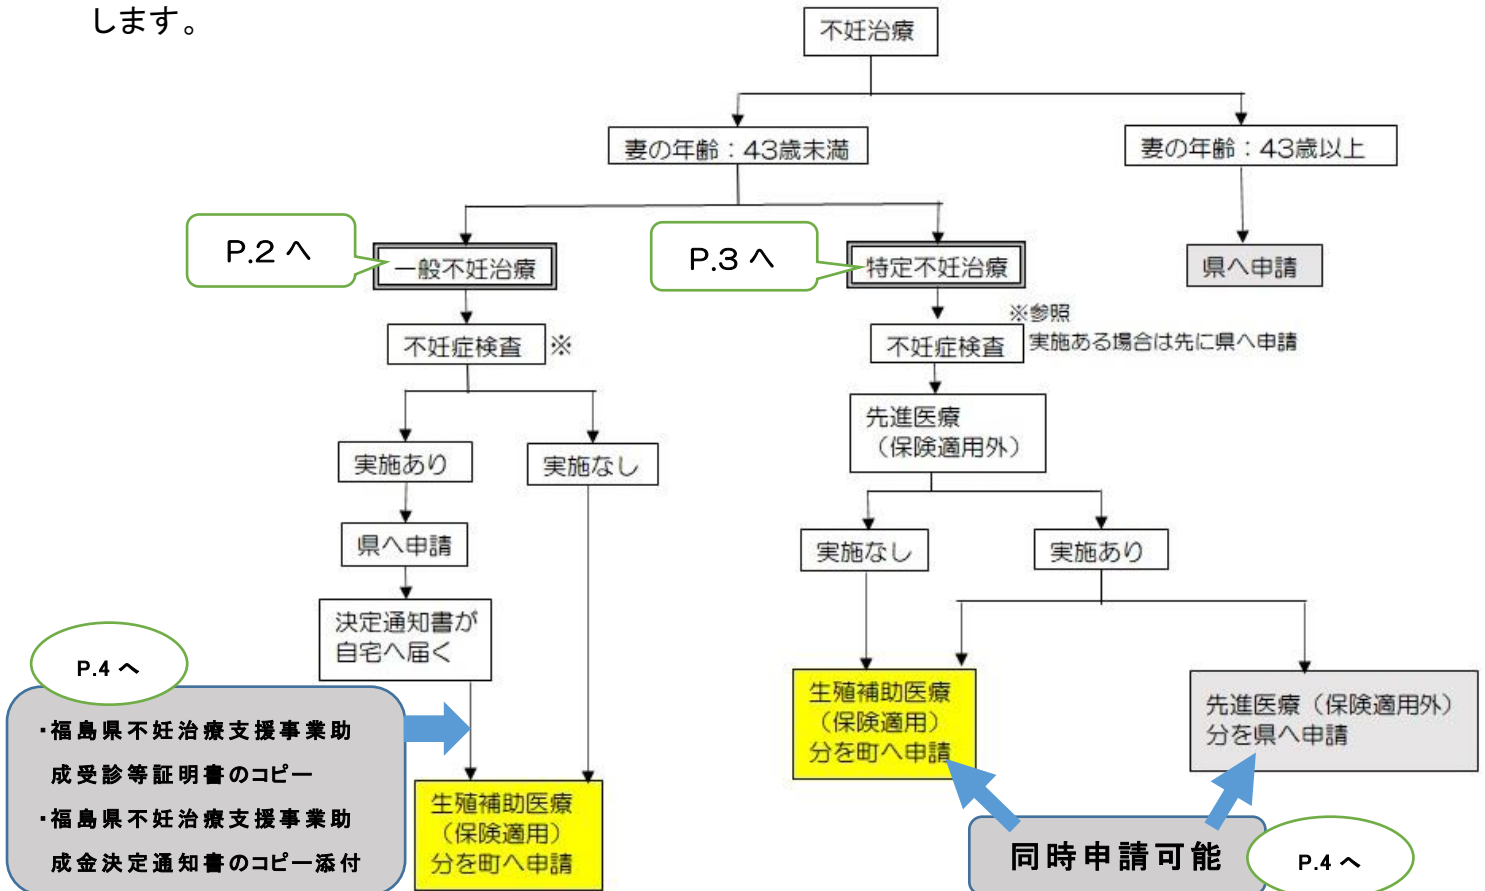 します。
不妊治療
妻の年齢：43歳未満
妻の年齢：43歳以上
P.2 へ
一般不妊治療
P.3 へ
特定不妊治療
県へ申請
不妊症検査
※
不妊症検査
※参照
実施ある場合は先に県へ申請
先進医療
（保険適用外）
実施あり
実施なし
県へ申請
実施なし
実施あり
決定通知書が
自宅へ届く
P.4 へ
・福島県不妊治療支援事業助
成受診等証明書のコピー
・福島県不妊治療支援事業助
成金決定通知書のコピー添付
生殖補助医療
（保険適用）
分を町へ申請
生殖補助医療
（保険適用）
分を町へ申請
先進医療（保険適用外）
分を県へ申請
同時申請可能
P.4 へ